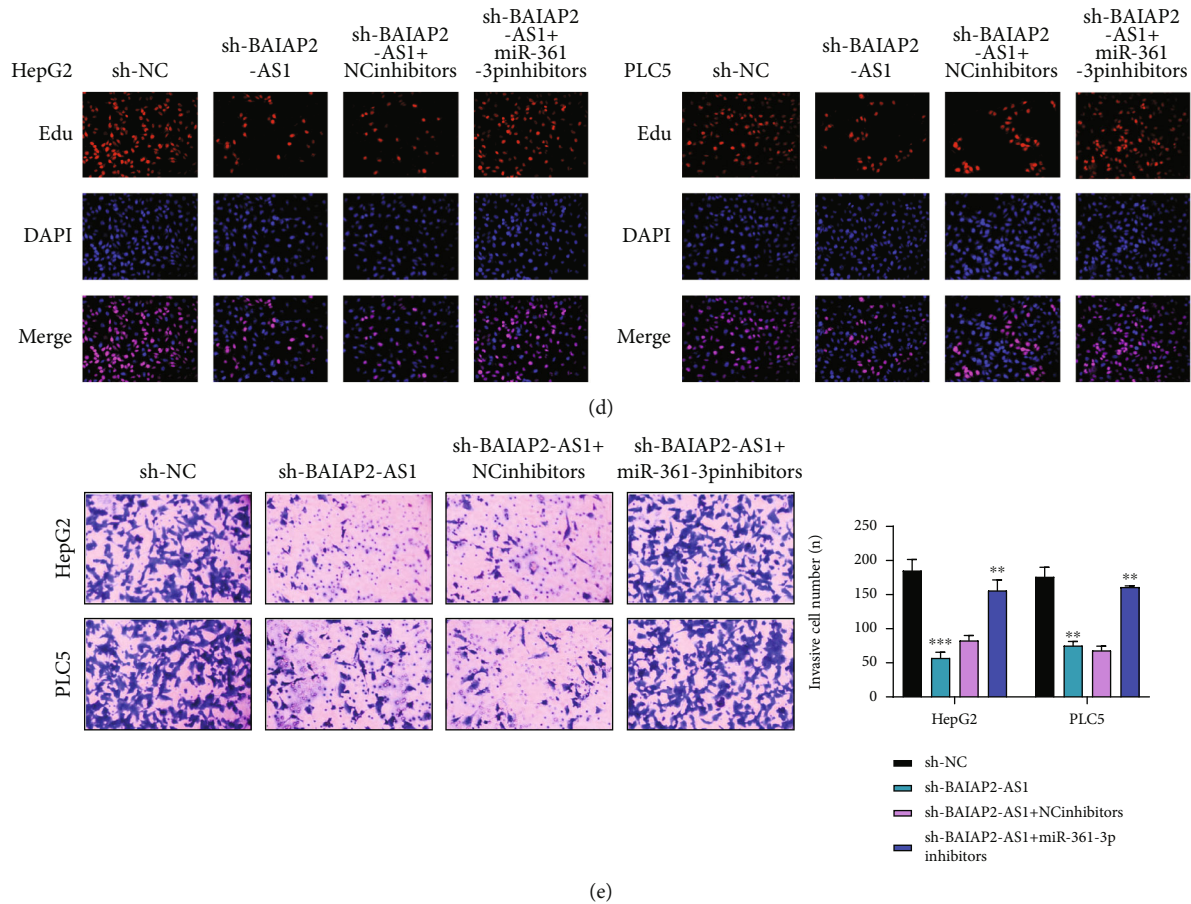 HepG2
sh-NC
sh-BAIAP2
-AS1
sh-BAIAP2
-AS1+
NCinhibitors
sh-BAIAP2
-AS1+
miR-361
-3pinhibitors
Edu
DAPI
Merge
PLC5
sh-NC
sh-BAIAP2
-AS1
sh-BAIAP2
-AS1+
NCinhibitors
sh-BAIAP2
-AS1+
miR-361
-3pinhibitors
Edu
DAPI
Merge
(d)
sh-NC
sh-BAIAP2-AS1
sh-BAIAP2-AS1+
NCinhibitors
sh-BAIAP2-AS1+
miR-361-3pinhibitors
HepG2
PLC5
Invasive cell number (n)
250
200
150
100
50
0
***
**
**
**
HepG2
PLC5
sh-NC
sh-BAIAP2-AS1
sh-BAIAP2-AS1+NCinhibitors
sh-BAIAP2-AS1+miR-361-3p
inhibitors
(e)